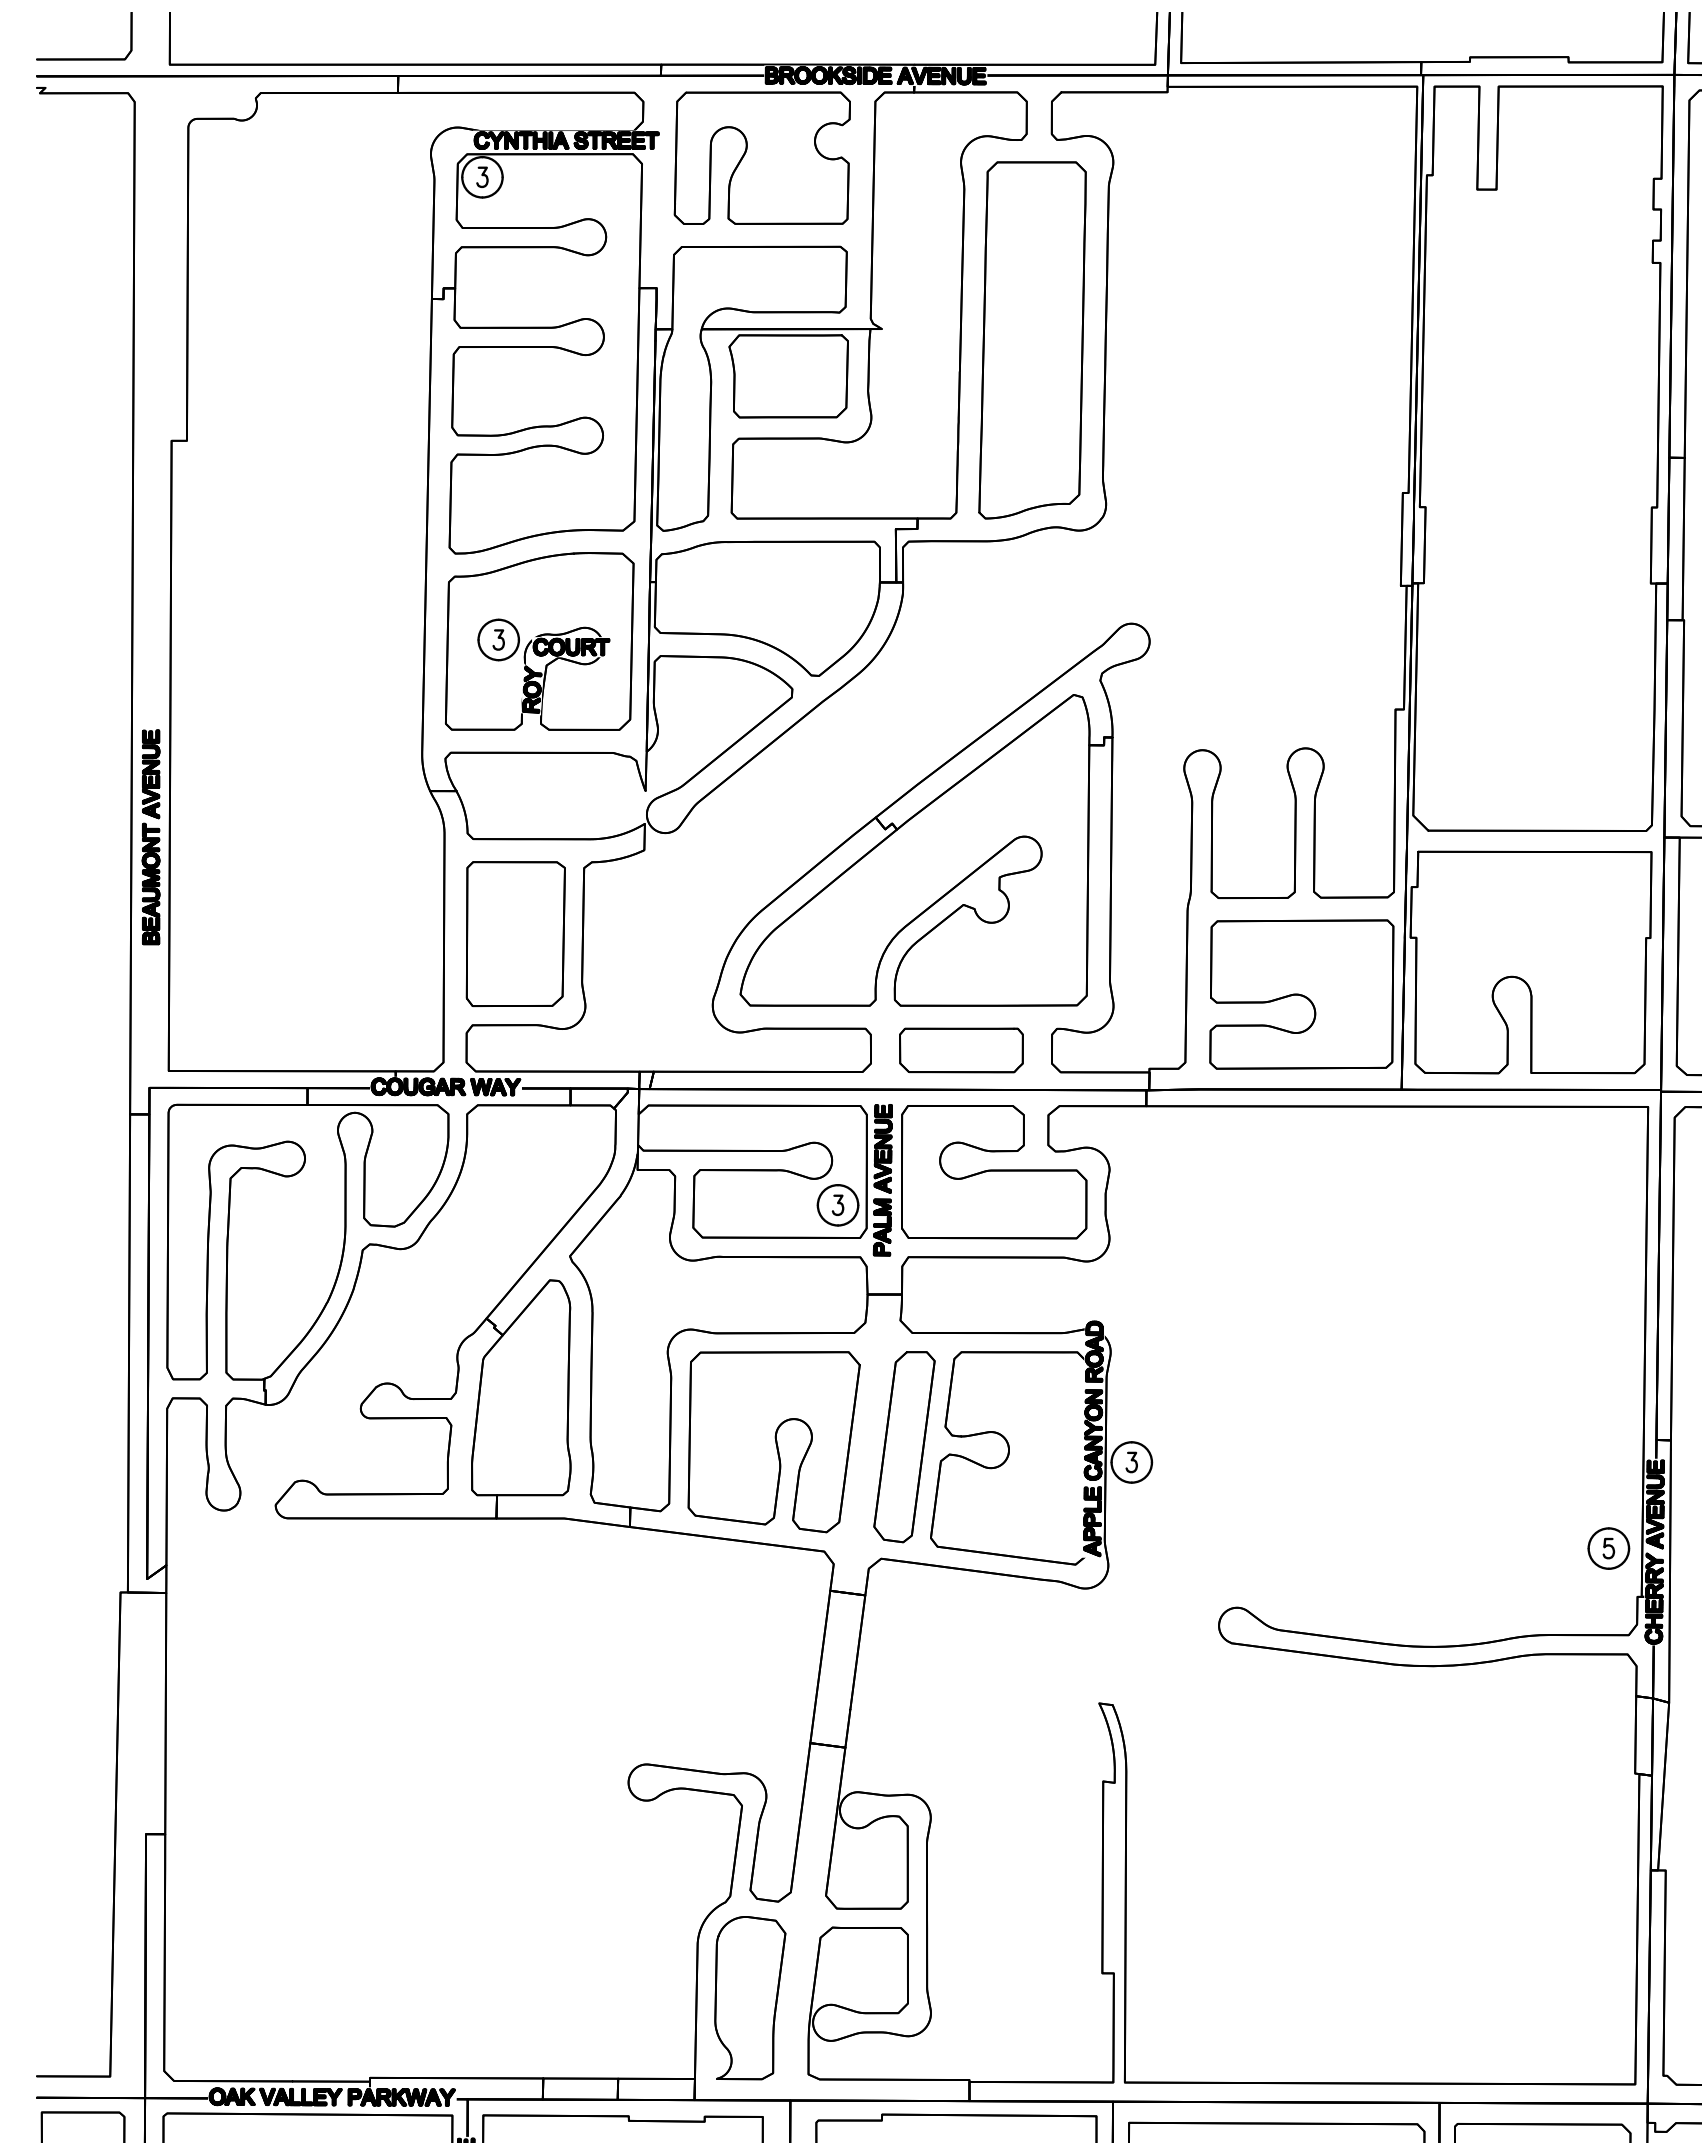 BROOKSIDE AVENUE
CYNTHIA STREET
3
3
COURT
ROY
BEAUMONT AVENUE
COUGAR WAY
PALM AVENUE
3
APPLE CANYON ROAD
3
CHERRY AVENUE
5
OAK VALLEY PARKWAY